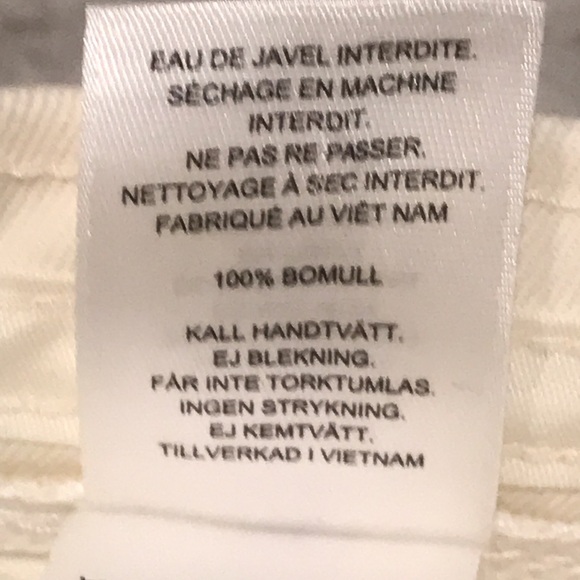 EAU DE JAVEL INTERDITE.
SÉCHAGE EN MACHINE
INTERDIT.
NE PAS RE-PASSER.
NETTOYAGE À SEC INTERDIT.
FABRIQUÉ AU VIÊT NAM
100% BOMULL
KALL HANDTVÄTT.
EJ BLEKNING.
FÅR INTE TORKTUMLAS.
INGEN STRYKNING.
EJ KEMTVÄTT.
TILLVERKAD I VIETNAM